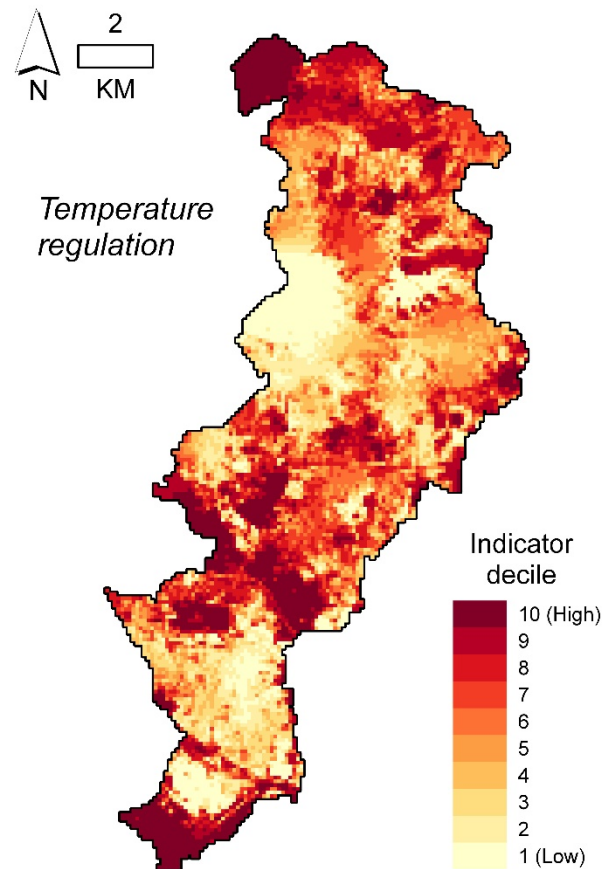 2
N
KM
Temperature
regulation
Indicator
decile
10 (High)
9
8
7
6
5
4
3
2
1 (Low)